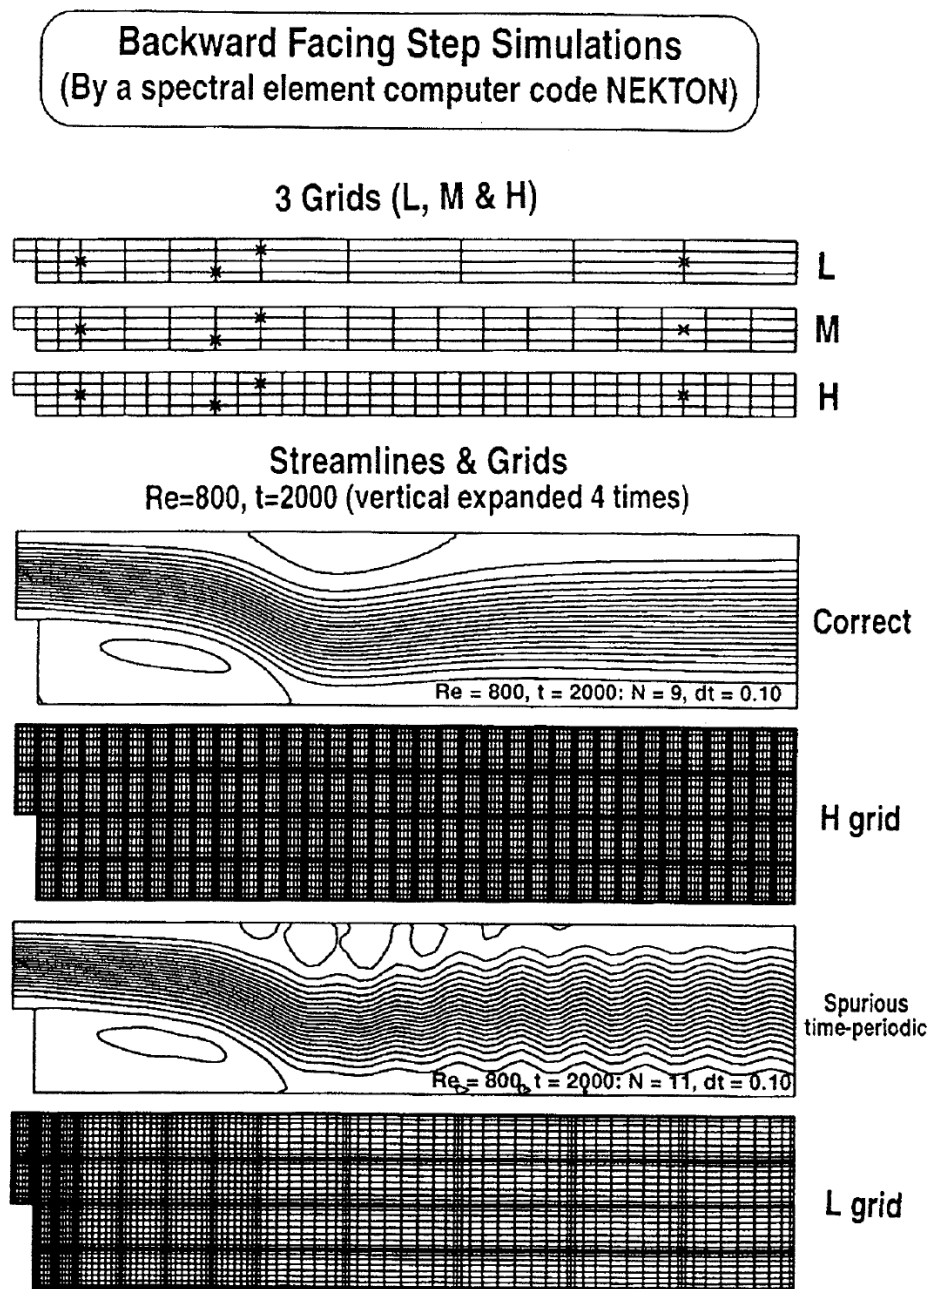 Backward Facing Step Simulations
(By a spectral element computer code NEKTON)
3 Grids (L, M & H)
L
M
H
Streamlines & Grids
Re=800, t=2000 (vertical expanded 4 times)
Correct
Re = 800, t = 2000: N = 9, dt = 0.10
H grid
Spurious
time-periodic
Re = 800, t = 2000: N = 11, dt = 0.10
L grid